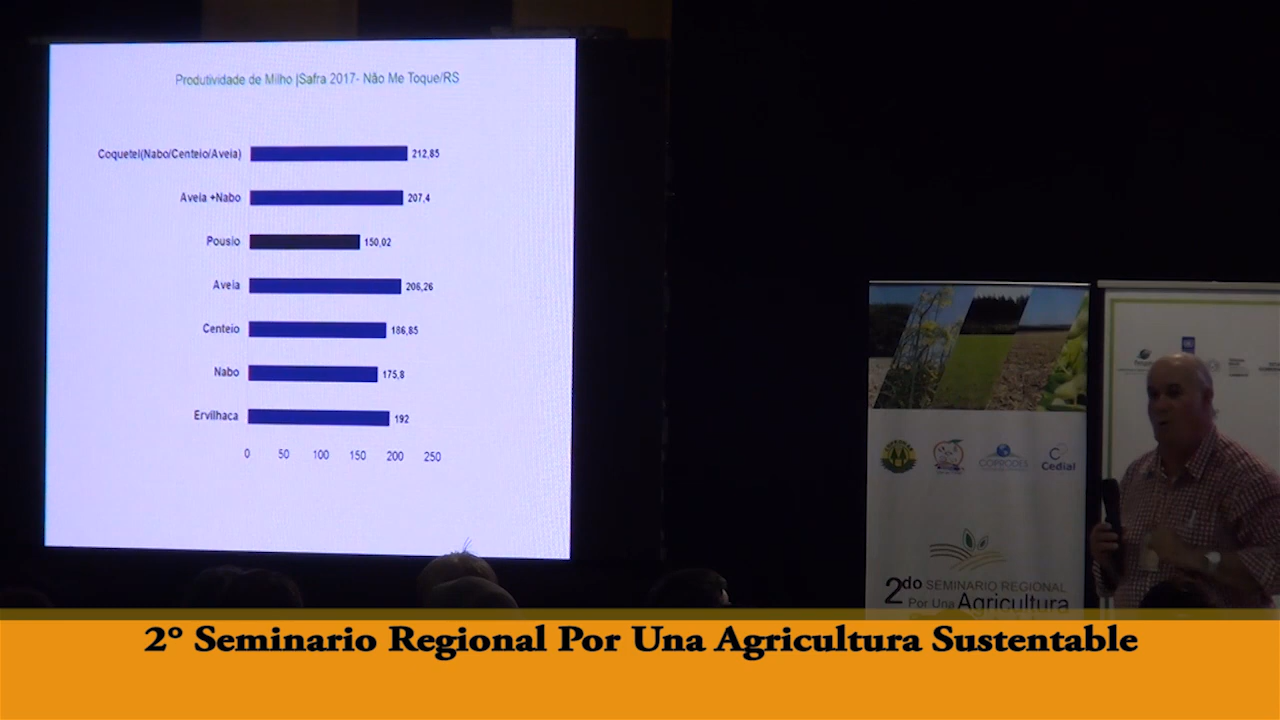 Produtividade de Milho |Safra 2017- Não Me Toque/RS
Coquetel(Nabo/Centeio/Aveia) 212,85
Aveia +Nabo 207,4
Pousio 150,02
Aveia 206,26
Centeio 186,85
Nabo 175,8
Ervilhaca 192
0 50 100 150 200 250
COPRODES
Cedial
2do SEMINARIO REGIONAL
Por Una Agricultura
2° Seminario Regional Por Una Agricultura Sustentable